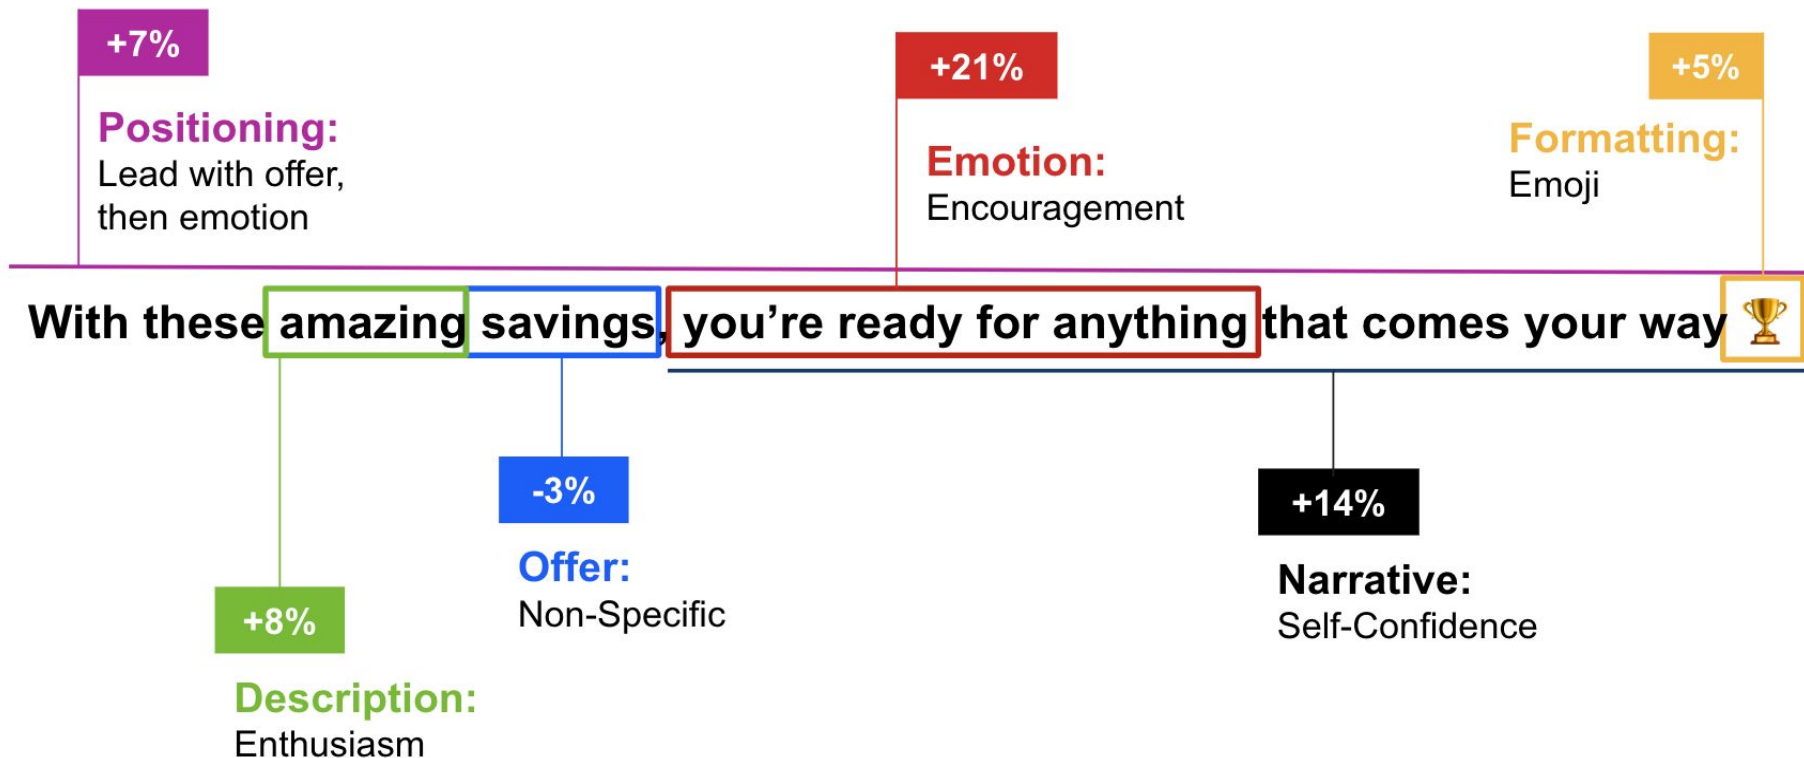 +7%
Positioning:
Lead with offer,
then emotion
+21%
Emotion:
Encouragement
+5%
Formatting:
Emoji
With these amazing savings, you’re ready for anything that comes your way 🏆
-3%
Offer:
Non-Specific
+14%
Narrative:
Self-Confidence
+8%
Description:
Enthusiasm